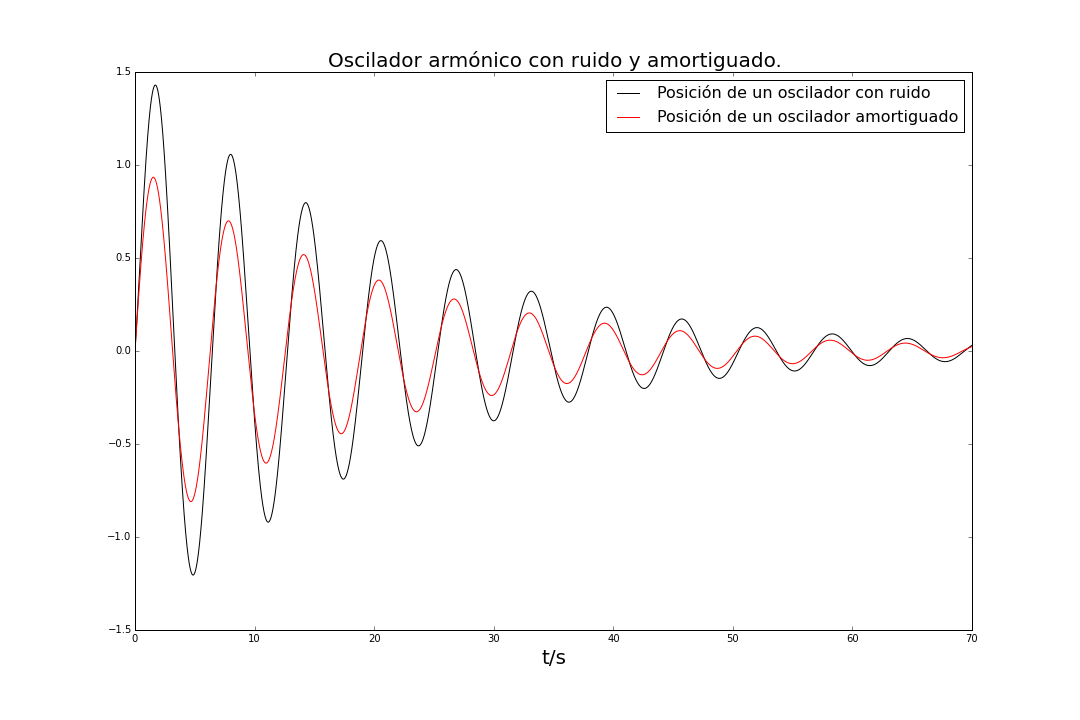 Oscilador armónico con ruido y amortiguado.
Posición de un oscilador con ruido
Posición de un oscilador amortiguado
1.5
1.0
0.5
0.0
−0.5
−1.0
−1.5
0 10 20 30 40 50 60 70
t/s